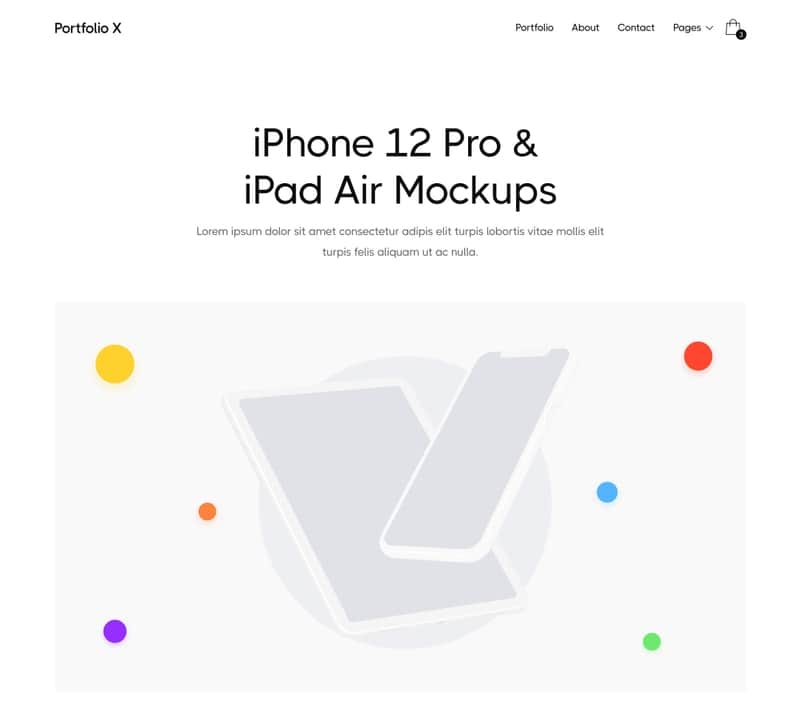 Portfolio X
Portfolio About Contact Pages
iPhone 12 Pro &
iPad Air Mockups
Lorem ipsum dolor sit amet consectetur adipis elit turpis lobortis vitae mollis elit
turpis felis aliquam ut ac nulla.